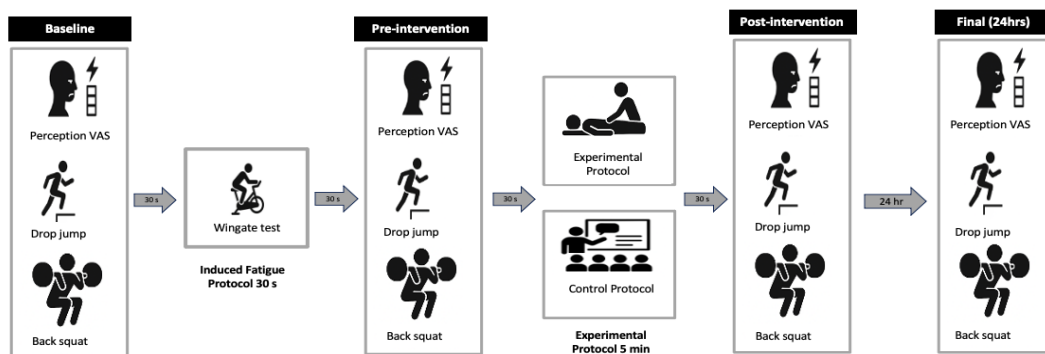 Baseline
Perception VAS
Drop jump
Back squat
30 s
Wingate test
Induced Fatigue
Protocol 30 s
30 s
Pre-intervention
Perception VAS
Drop jump
Back squat
30 s
Experimental
Protocol
Control Protocol
Experimental
Protocol 5 min
30 s
Post-intervention
Perception VAS
Drop jump
Back squat
24 hr
Final (24hrs)
Perception VAS
Drop jump
Back squat